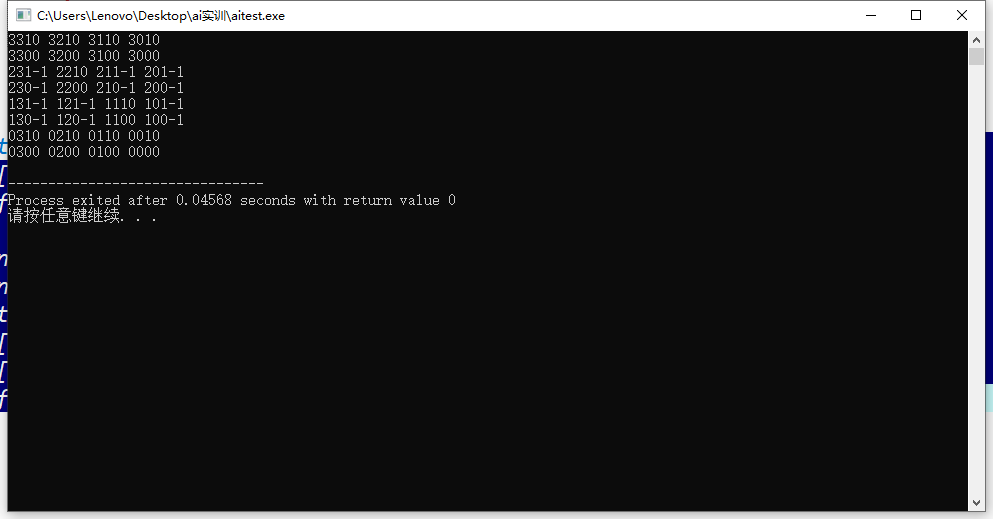 C:\Users\Lenovo\Desktop\ai实训\aitest.exe
3310 3210 3110 3010
3300 3200 3100 3000
231-1 2210 211-1 201-1
230-1 2200 210-1 200-1
131-1 121-1 1110 101-1
130-1 120-1 1100 100-1
0310 0210 0110 0010
0300 0200 0100 0000
--------------------------------
Process exited after 0.04568 seconds with return value 0
请按任意键继续. . .